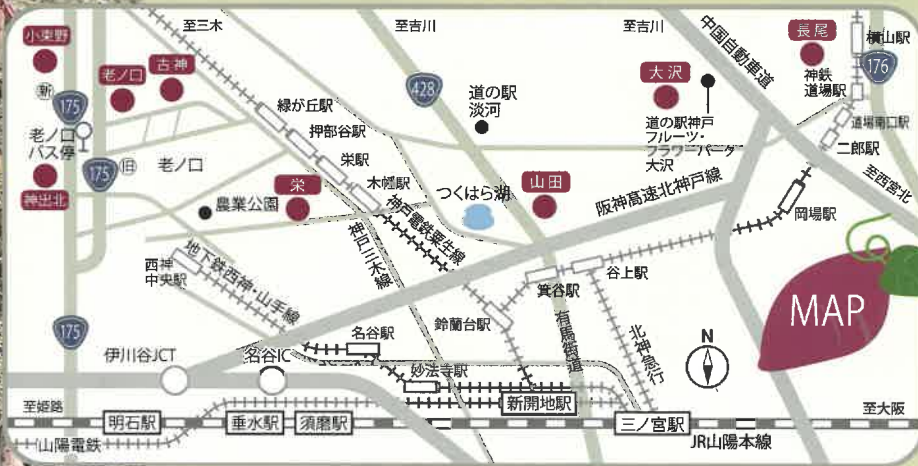 至三木
至吉川
至吉川
中国自動車道
長尾
神鉄
道場駅
横山駅
176
小束野
新
175
老ノ口
古神
428
大沢
道の駅神戸
フルーツ・
フラワーパーク
大沢
道場南口駅
二郎駅
至西宮北
緑が丘駅
押部谷駅
栄駅
木幡駅
道の駅
淡河
老ノ口
バス停
175
旧
老ノ口
神出北
農業公園
栄
つくはら湖
山田
阪神高速北神戸線
岡場駅
神戸電鉄粟生線
神戸三木線
西神
中央駅
地下鉄西神・山手線
谷上駅
箕谷駅
鈴蘭台駅
有馬街道
北神急行
N
MAP
175
伊川谷JCT
名谷IC
名谷駅
妙法寺駅
新開地駅
至姫路
明石駅
垂水駅
須磨駅
三ノ宮駅
至大阪
JR山陽本線
山陽電鉄